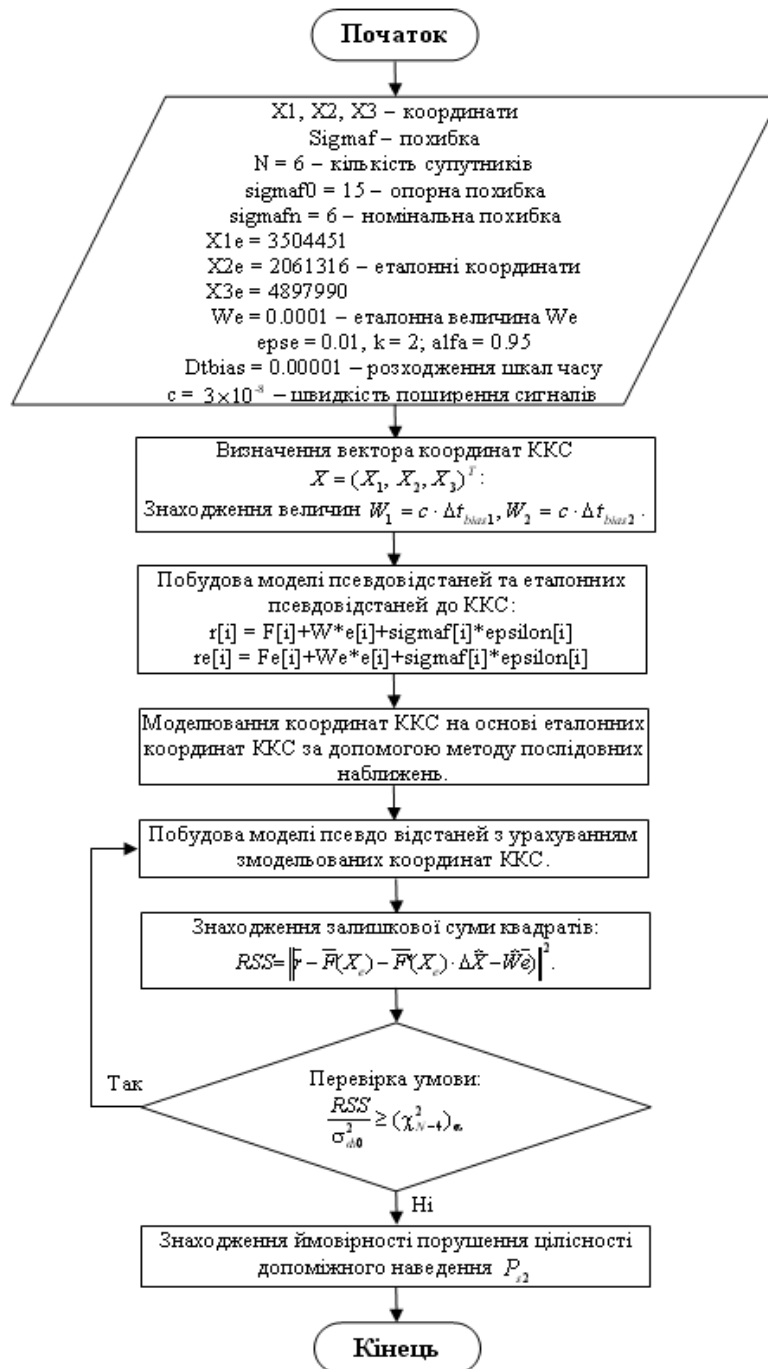 Початок
X1, X2, X3 – координати
Sigmaf – похибка
N = 6 – кількість супутників
sigmaf0 = 15 – опорна похибка
sigmafn = 6 – номінальна похибка
X1e = 3504451
X2e = 2061316 – еталонні координати
X3e = 4897990
We = 0.0001 – еталонна величина We
epse = 0.01, k = 2; alfa = 0.95
Dtbias = 0.00001 – розходження шкал часу
c = 3×10⁻⁸ – швидкість поширення сигналів
Визначення вектора координат ККС
X = (X₁, X₂, X₃)ᵀ:
Знаходження величин W₁ = c · Δt_bias1, W₂ = c · Δt_bias2 .
Побудова моделі псевдовідстаней та еталонних
псевдовідстаней до ККС:
r[i] = F[i]+W*e[i]+sigmaf[i]*epsilon[i]
re[i] = Fe[i]+We*e[i]+sigmaf[i]*epsilon[i]
Моделювання координат ККС на основі еталонних
координат ККС за допомогою методу послідовних
наближень.
Побудова моделі псевдо відстаней з урахуванням
змодельованих координат ККС.
Знаходження залишкової суми квадратів:
RSS=‖r̄ − F̄(X_e) − F̄'(X_e) · ΔX̂ − Ŵē)‖².
Так
Перевірка умови:
RSS/σ²_ф0 ≥ (χ²_N−4)_α.
Ні
Знаходження ймовірності порушення цілісності
допоміжного наведення P_s2
Кінець